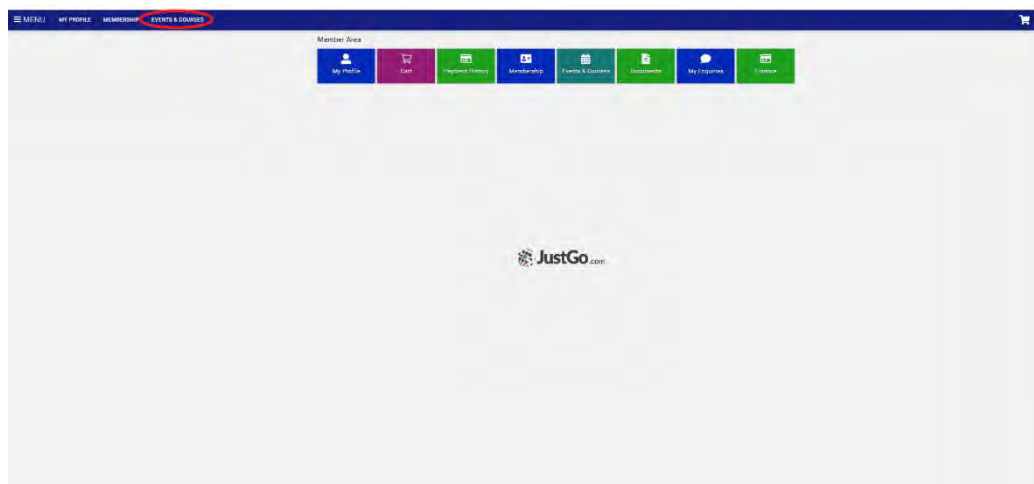 MENU MY PROFILE MEMBERSHIP EVENTS & COURSES
Member Area
My Profile Cart Payment History Membership Events & Courses Documents My Enquiries Finance
JustGo.com